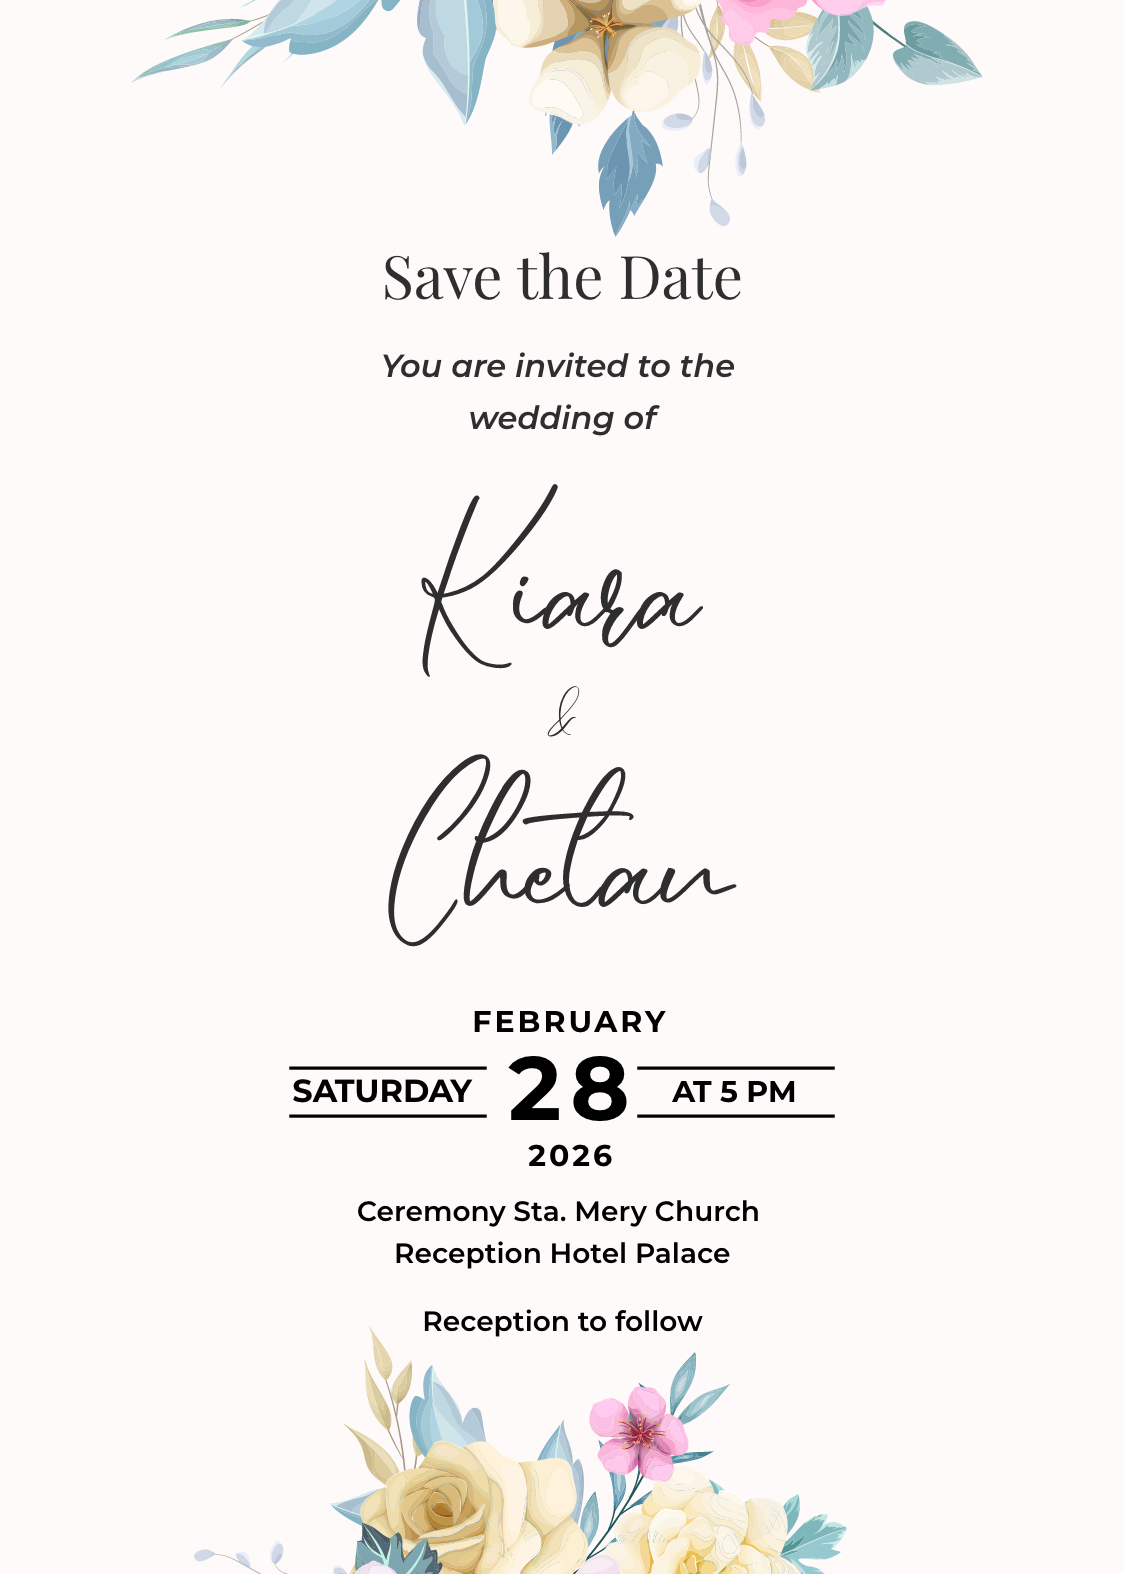 Save the Date
You are invited to the
wedding of
Kiara
&
Chetan
FEBRUARY
SATURDAY 28 AT 5 PM
2026
Ceremony Sta. Mery Church
Reception Hotel Palace
Reception to follow